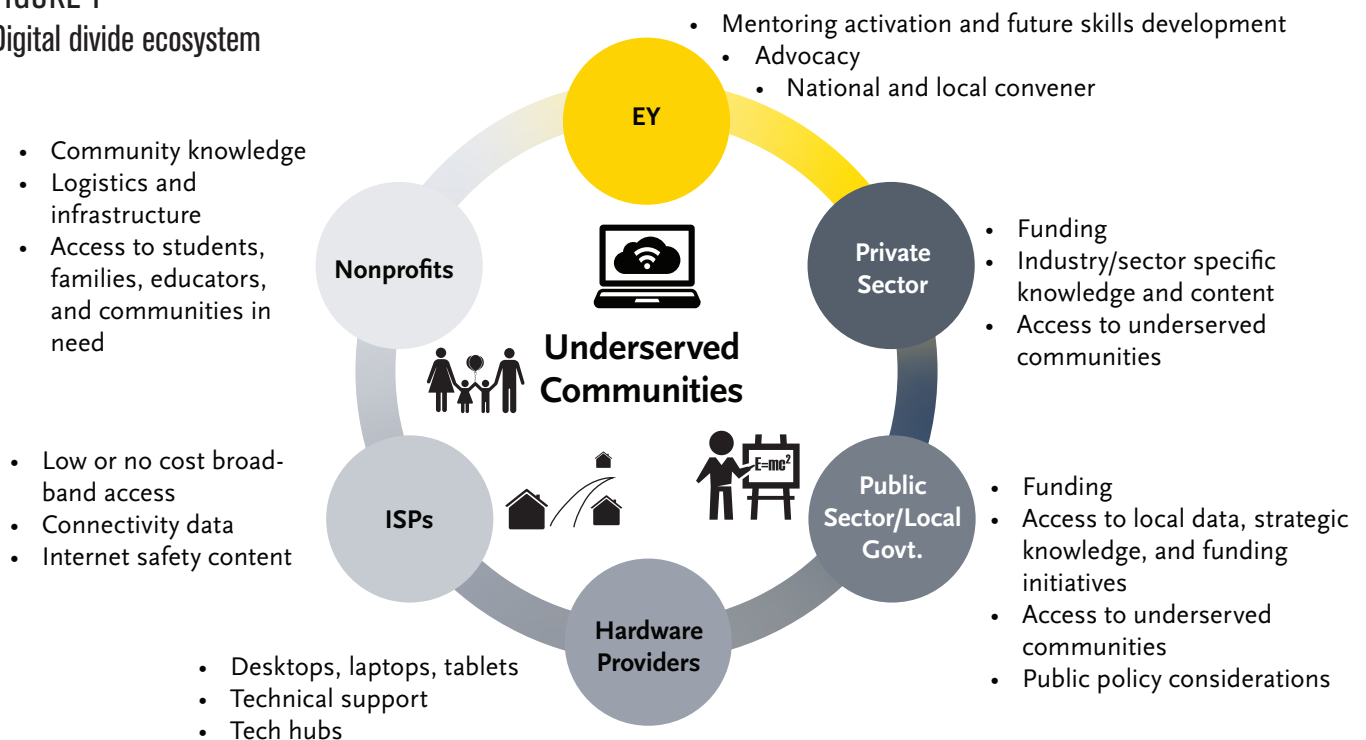 FIGURE 1
Digital divide ecosystem
• Mentoring activation and future skills development
• Advocacy
• National and local convener
EY
• Community knowledge
• Logistics and
infrastructure
• Access to students,
families, educators,
and communities in
need
Nonprofits
Private
Sector
• Funding
• Industry/sector specific
knowledge and content
• Access to underserved
communities
Underserved
Communities
E=mc²
• Low or no cost broad-
band access
• Connectivity data
• Internet safety content
ISPs
Public
Sector/Local
Govt.
• Funding
• Access to local data, strategic
knowledge, and funding
initiatives
• Access to underserved
communities
• Public policy considerations
Hardware
Providers
• Desktops, laptops, tablets
• Technical support
• Tech hubs